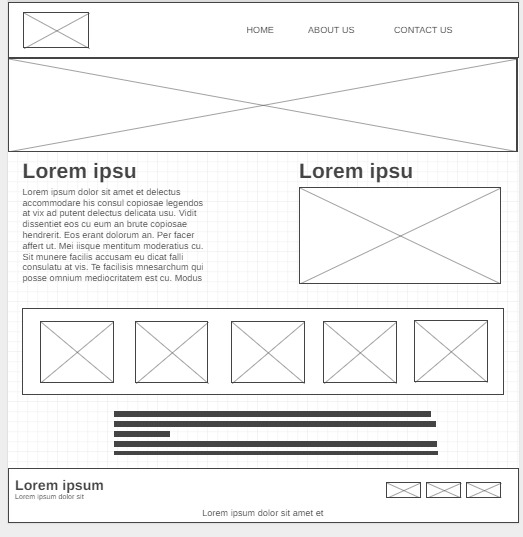 HOME ABOUT US CONTACT US
Lorem ipsu
Lorem ipsum dolor sit amet et delectus
accommodare his consul copiosae legendos
at vix ad putent delectus delicata usu. Vidit
dissentiet eos cu eum an brute copiosae
hendrerit. Eos erant dolorum an. Per facer
affert ut. Mei iisque mentitum moderatius cu.
Sit munere facilis accusam eu dicat falli
consulatu at vis. Te facilisis mnesarchum qui
posse omnium mediocritatem est cu. Modus
Lorem ipsu
Lorem ipsum
Lorem ipsum dolor sit
Lorem ipsum dolor sit amet et